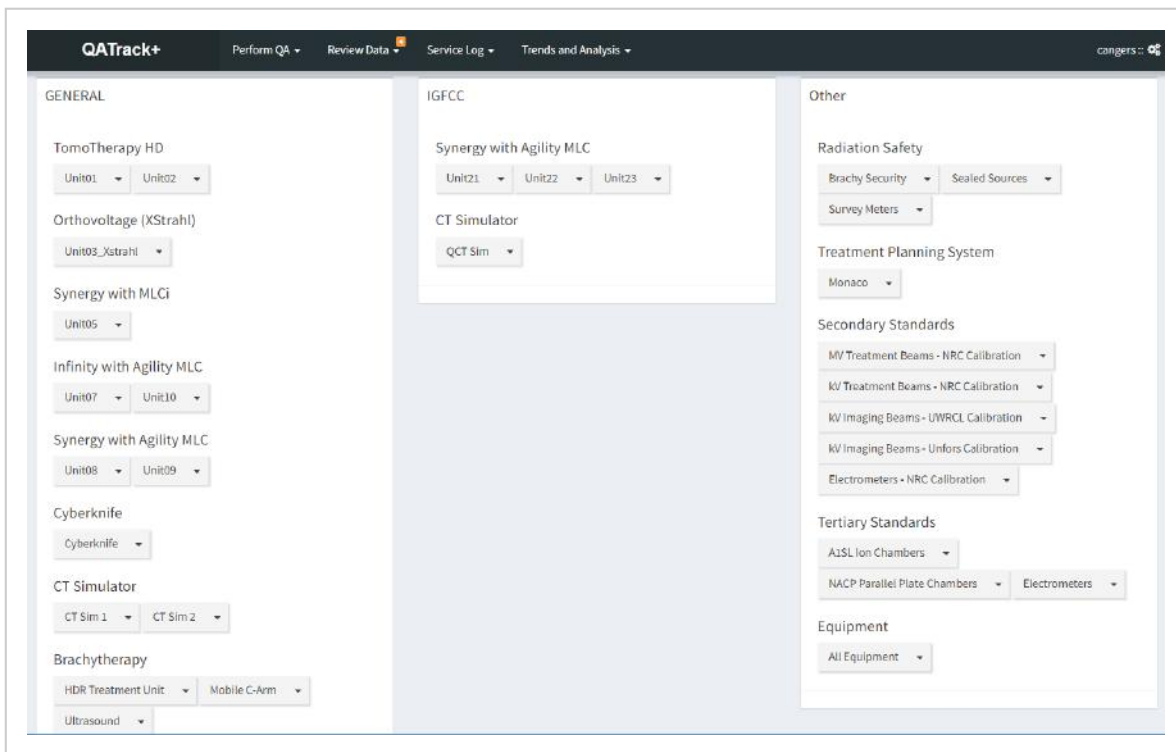 QATrack+ Perform QA Review Data 4 Service Log Trends and Analysis cangers ::
GENERAL
TomoTherapy HD
Unit01 Unit02
Orthovoltage (XStrahl)
Unit03_Xstrahl
Synergy with MLCi
Unit05
Infinity with Agility MLC
Unit07 Unit10
Synergy with Agility MLC
Unit08 Unit09
Cyberknife
Cyberknife
CT Simulator
CT Sim 1 CT Sim 2
Brachytherapy
HDR Treatment Unit Mobile C-Arm
Ultrasound
IGFCC
Synergy with Agility MLC
Unit21 Unit22 Unit23
CT Simulator
QCT Sim
Other
Radiation Safety
Brachy Security Sealed Sources
Survey Meters
Treatment Planning System
Monaco
Secondary Standards
MV Treatment Beams - NRC Calibration
kV Treatment Beams - NRC Calibration
kV Imaging Beams - UWRCL Calibration
kV Imaging Beams - Unfors Calibration
Electrometers - NRC Calibration
Tertiary Standards
A1SL Ion Chambers
NACP Parallel Plate Chambers Electrometers
Equipment
All Equipment